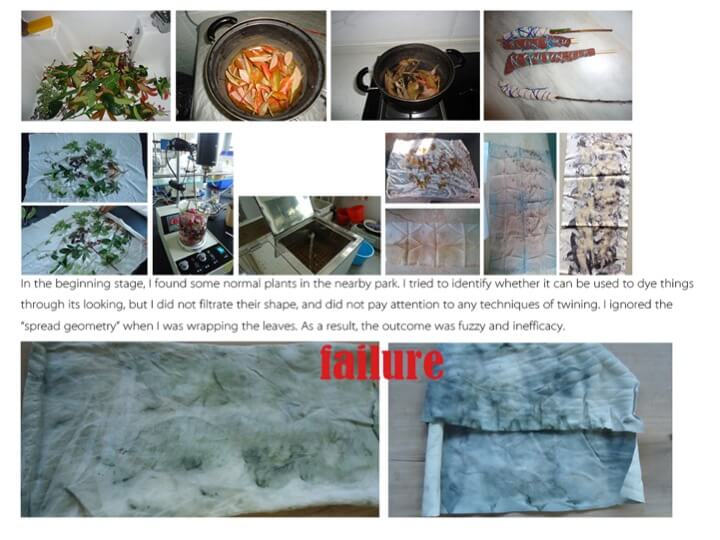 In the beginning stage, I found some normal plants in the nearby park. I tried to identify whether it can be used to dye things
through its looking, but I did not filtrate their shape, and did not pay attention to any techniques of twining. I ignored the
“spread geometry” when I was wrapping the leaves. As a result, the outcome was fuzzy and inefficacy.
failure